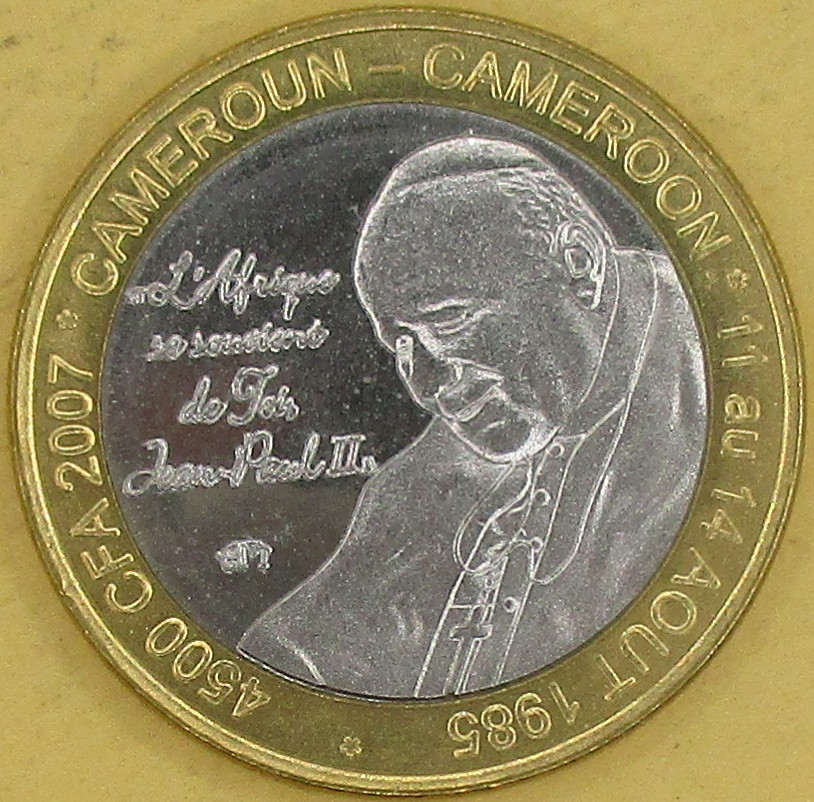 CAMEROUN – CAMEROON * 11 au 14 AOUT 1985 * 4500 CFA 2007 *
"L'Afrique
se souvient
de Toi,
Jean-Paul II"